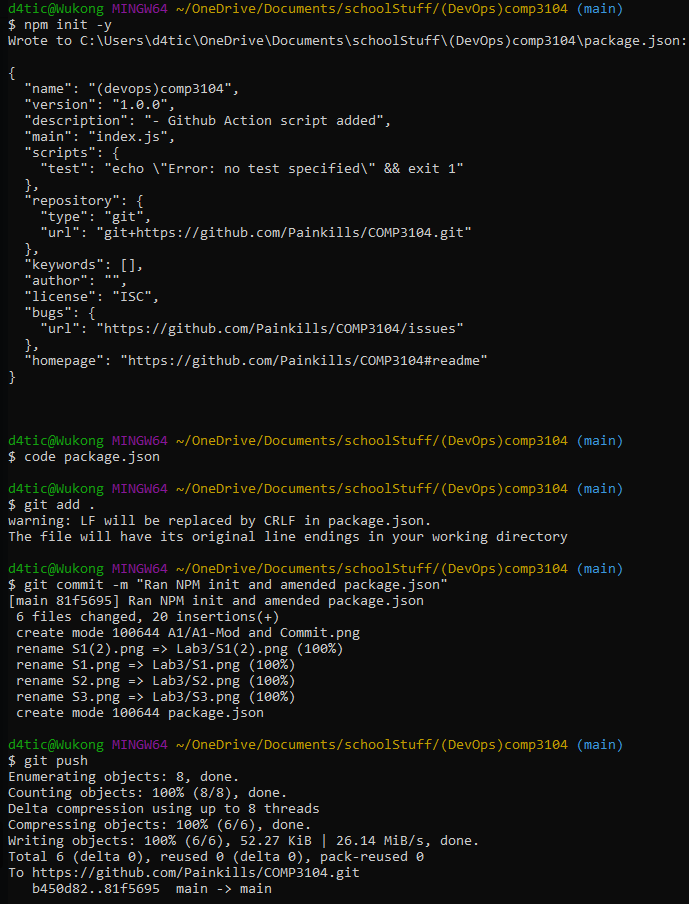 d4tic@Wukong MINGW64 ~/OneDrive/Documents/schoolStuff/(DevOps)comp3104 (main)
$ npm init -y
Wrote to C:\Users\d4tic\OneDrive\Documents\schoolStuff\(DevOps)comp3104\package.json:
{
  "name": "(devops)comp3104",
  "version": "1.0.0",
  "description": "- Github Action script added",
  "main": "index.js",
  "scripts": {
    "test": "echo \"Error: no test specified\" && exit 1"
  },
  "repository": {
    "type": "git",
    "url": "git+https://github.com/Painkills/COMP3104.git"
  },
  "keywords": [],
  "author": "",
  "license": "ISC",
  "bugs": {
    "url": "https://github.com/Painkills/COMP3104/issues"
  },
  "homepage": "https://github.com/Painkills/COMP3104#readme"
}
d4tic@Wukong MINGW64 ~/OneDrive/Documents/schoolStuff/(DevOps)comp3104 (main)
$ code package.json
d4tic@Wukong MINGW64 ~/OneDrive/Documents/schoolStuff/(DevOps)comp3104 (main)
$ git add .
warning: LF will be replaced by CRLF in package.json.
The file will have its original line endings in your working directory
d4tic@Wukong MINGW64 ~/OneDrive/Documents/schoolStuff/(DevOps)comp3104 (main)
$ git commit -m "Ran NPM init and amended package.json"
[main 81f5695] Ran NPM init and amended package.json
 6 files changed, 20 insertions(+)
 create mode 100644 A1/A1-Mod and Commit.png
 rename S1(2).png => Lab3/S1(2).png (100%)
 rename S1.png => Lab3/S1.png (100%)
 rename S2.png => Lab3/S2.png (100%)
 rename S3.png => Lab3/S3.png (100%)
 create mode 100644 package.json
d4tic@Wukong MINGW64 ~/OneDrive/Documents/schoolStuff/(DevOps)comp3104 (main)
$ git push
Enumerating objects: 8, done.
Counting objects: 100% (8/8), done.
Delta compression using up to 8 threads
Compressing objects: 100% (6/6), done.
Writing objects: 100% (6/6), 52.27 KiB | 26.14 MiB/s, done.
Total 6 (delta 0), reused 0 (delta 0), pack-reused 0
To https://github.com/Painkills/COMP3104.git
   b450d82..81f5695  main -> main